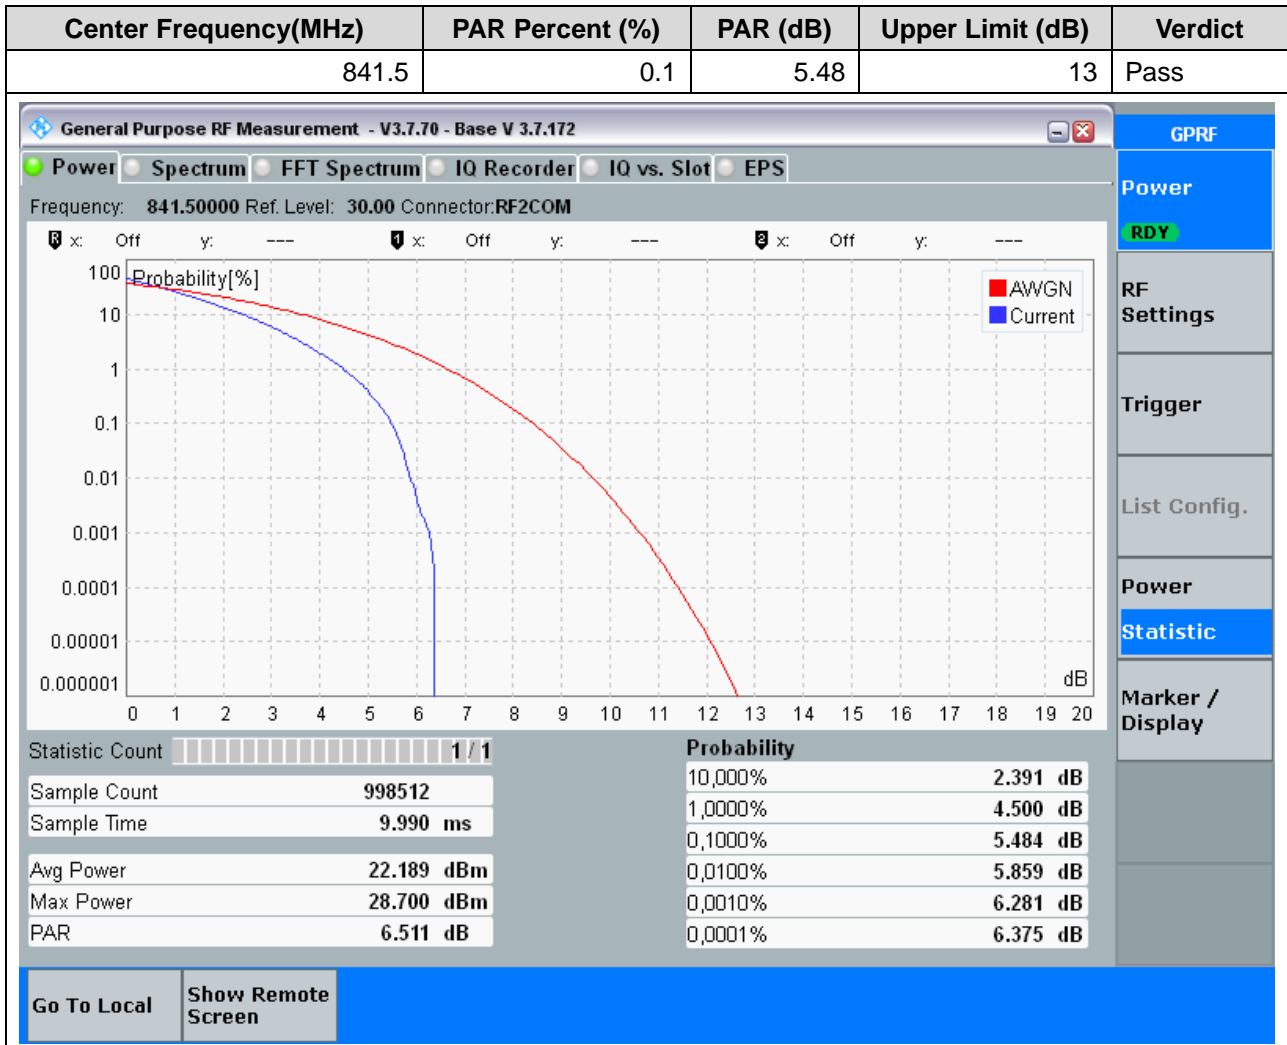 Center Frequency(MHz) PAR Percent (%) PAR (dB) Upper Limit (dB) Verdict
841.5 0.1 5.48 13 Pass
General Purpose RF Measurement - V3.7.70 - Base V 3.7.172
GPRF
Power Spectrum FFT Spectrum IQ Recorder IQ vs. Slot EPS
Power
RDY
Frequency: 841.50000 Ref. Level: 30.00 Connector:RF2COM
R x: Off y: --- 1 x: Off y: --- 2 x: Off y: ---
Probability[%]
AWGN
Current
100
10
1
0.1
0.01
0.001
0.0001
0.00001
0.000001
dB
0 1 2 3 4 5 6 7 8 9 10 11 12 13 14 15 16 17 18 19 20
RF
Settings
Trigger
List Config.
Power
Statistic
Marker /
Display
Statistic Count 1 / 1
Sample Count 998512
Sample Time 9.990 ms
Avg Power 22.189 dBm
Max Power 28.700 dBm
PAR 6.511 dB
Probability
10,000% 2.391 dB
1,0000% 4.500 dB
0,1000% 5.484 dB
0,0100% 5.859 dB
0,0010% 6.281 dB
0,0001% 6.375 dB
Go To Local
Show Remote
Screen